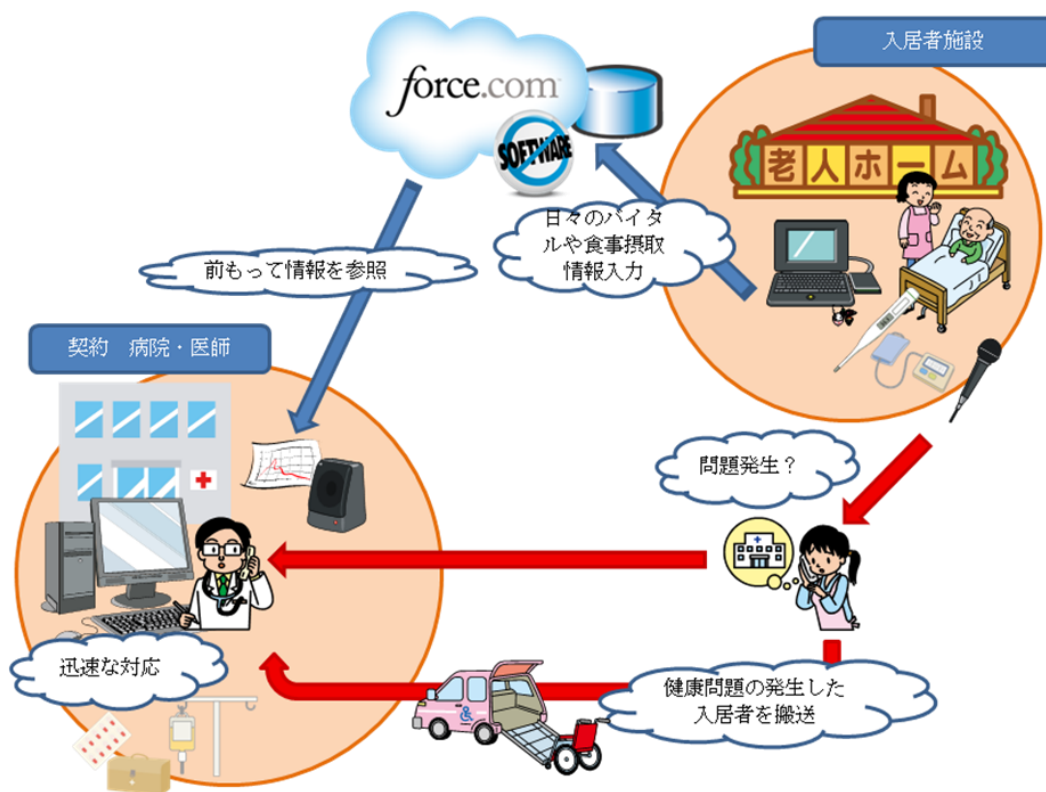 入居者施設
force.com
SOFTWARE
老人ホーム
日々のバイタ
ルや食事摂取
情報入力
前もって情報を参照
契約　病院・医師
問題発生？
迅速な対応
健康問題の発生した
入居者を搬送